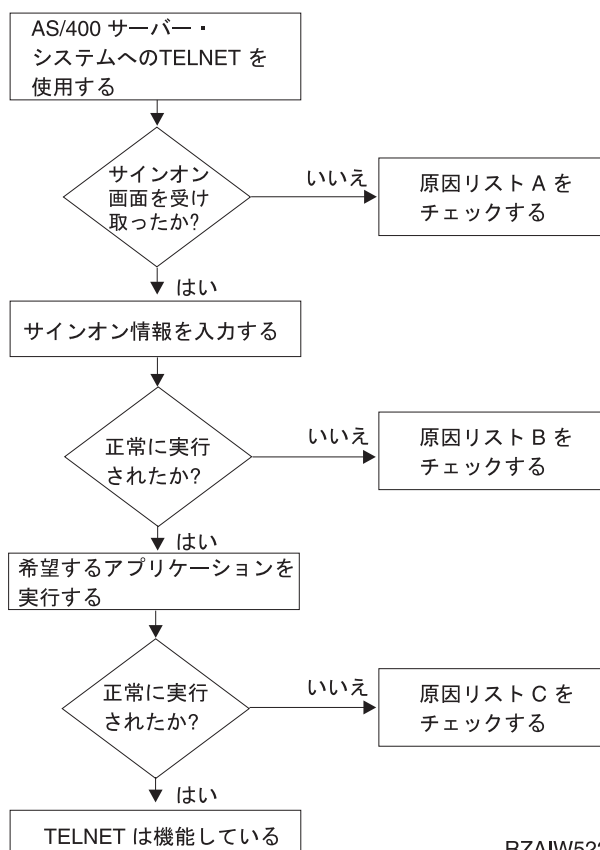 AS/400 サーバー・
システムへのTELNET を
使用する
サインオン
画面を受け
取ったか?
いいえ
原因リスト A を
チェックする
はい
サインオン情報を入力する
正常に実行
されたか?
いいえ
原因リスト B を
チェックする
はい
希望するアプリケーションを
実行する
正常に実行
されたか?
いいえ
原因リスト C を
チェックする
はい
TELNET は機能している